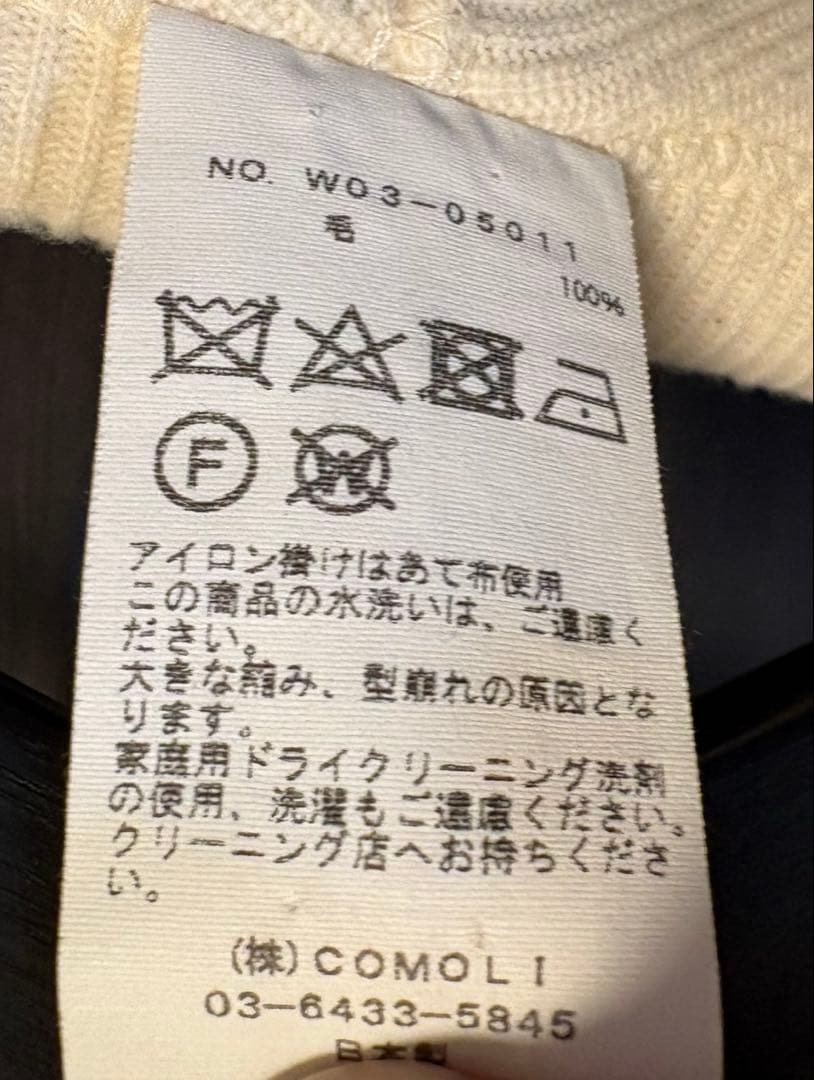 NO. W03-05011
毛
100%
F
W
アイロン掛けはあて布使用
この商品の水洗いは、ご遠慮く
ださい。
大きな縮み、型崩れの原因とな
ります。
家庭用ドライクリーニング洗剤
の使用、洗濯もご遠慮ください。
クリーニング店へお持ちくださ
い。
(株)COMOLI
03-6433-5845
日本製